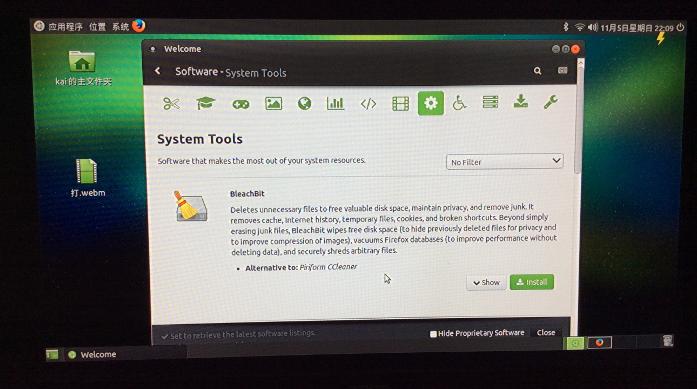 应用程序 位置 系统
11月5日星期日 22:09
Welcome
Software - System Tools
kai的主文件夹
System Tools
Software that makes the most out of your system resources.
No Filter
打.webm
BleachBit
Deletes unnecessary files to free valuable disk space, maintain privacy, and remove junk. It
removes cache, Internet history, temporary files, cookies, and broken shortcuts. Beyond simply
erasing junk files, BleachBit wipes free disk space (to hide previously deleted files for privacy and
to improve compression of images), vacuums Firefox databases (to improve performance without
deleting data), and securely shreds arbitrary files.
• Alternative to: Piriform CCleaner
Show
Install
Set to retrieve the latest software listings.
Hide Proprietary Software
Close
Welcome